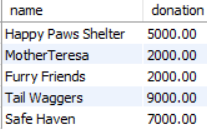 name donation
Happy Paws Shelter 5000.00
MotherTeresa 2000.00
Furry Friends 2000.00
Tail Waggers 9000.00
Safe Haven 7000.00